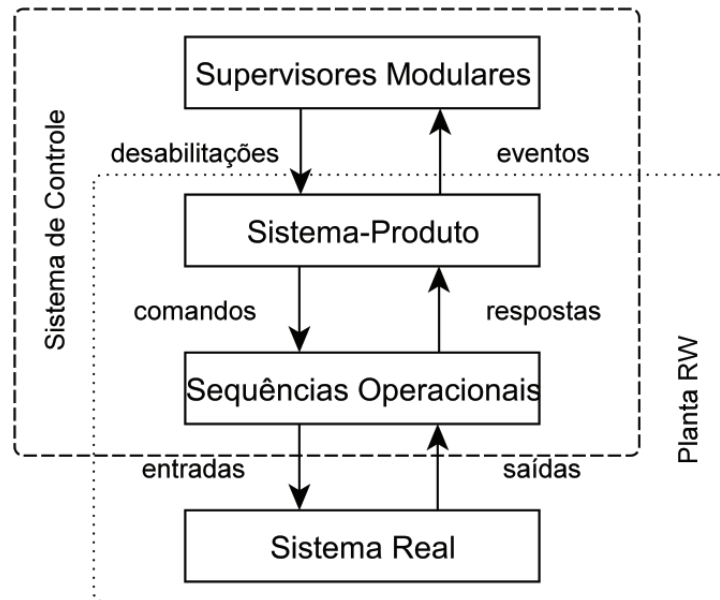 Supervisores Modulares
desabilitações
eventos
Sistema-Produto
comandos
respostas
Sequências Operacionais
entradas
saídas
Sistema Real
Sistema de Controle
Planta RW